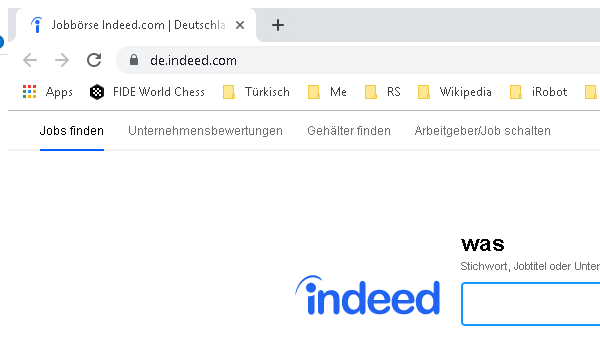 Jobbörse Indeed.com | Deutschla
de.indeed.com
Apps FIDE World Chess Türkisch Me RS Wikipedia iRobot
Jobs finden Unternehmensbewertungen Gehälter finden Arbeitgeber/Job schalten
was
Stichwort, Jobtitel oder Unter
indeed